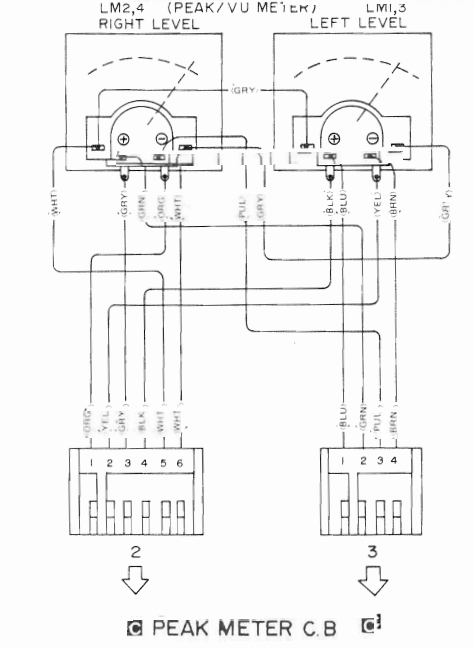 LM2,4 (PEAK/VU METER) LM1,3
RIGHT LEVEL LEFT LEVEL
(GRY)
(WHT) (GRY) (GRN) (ORG) (WHT) (PUL) (GRY) (BLK) (BLU) (YEL) (BRN) (GRY)
(ORG) (YEL) (GRY) (BLK) (WHT) (WHT) (BLU) (GRN) (PUL) (BRN)
1 2 3 4 5 6 1 2 3 4
2 3
C PEAK METER C.B